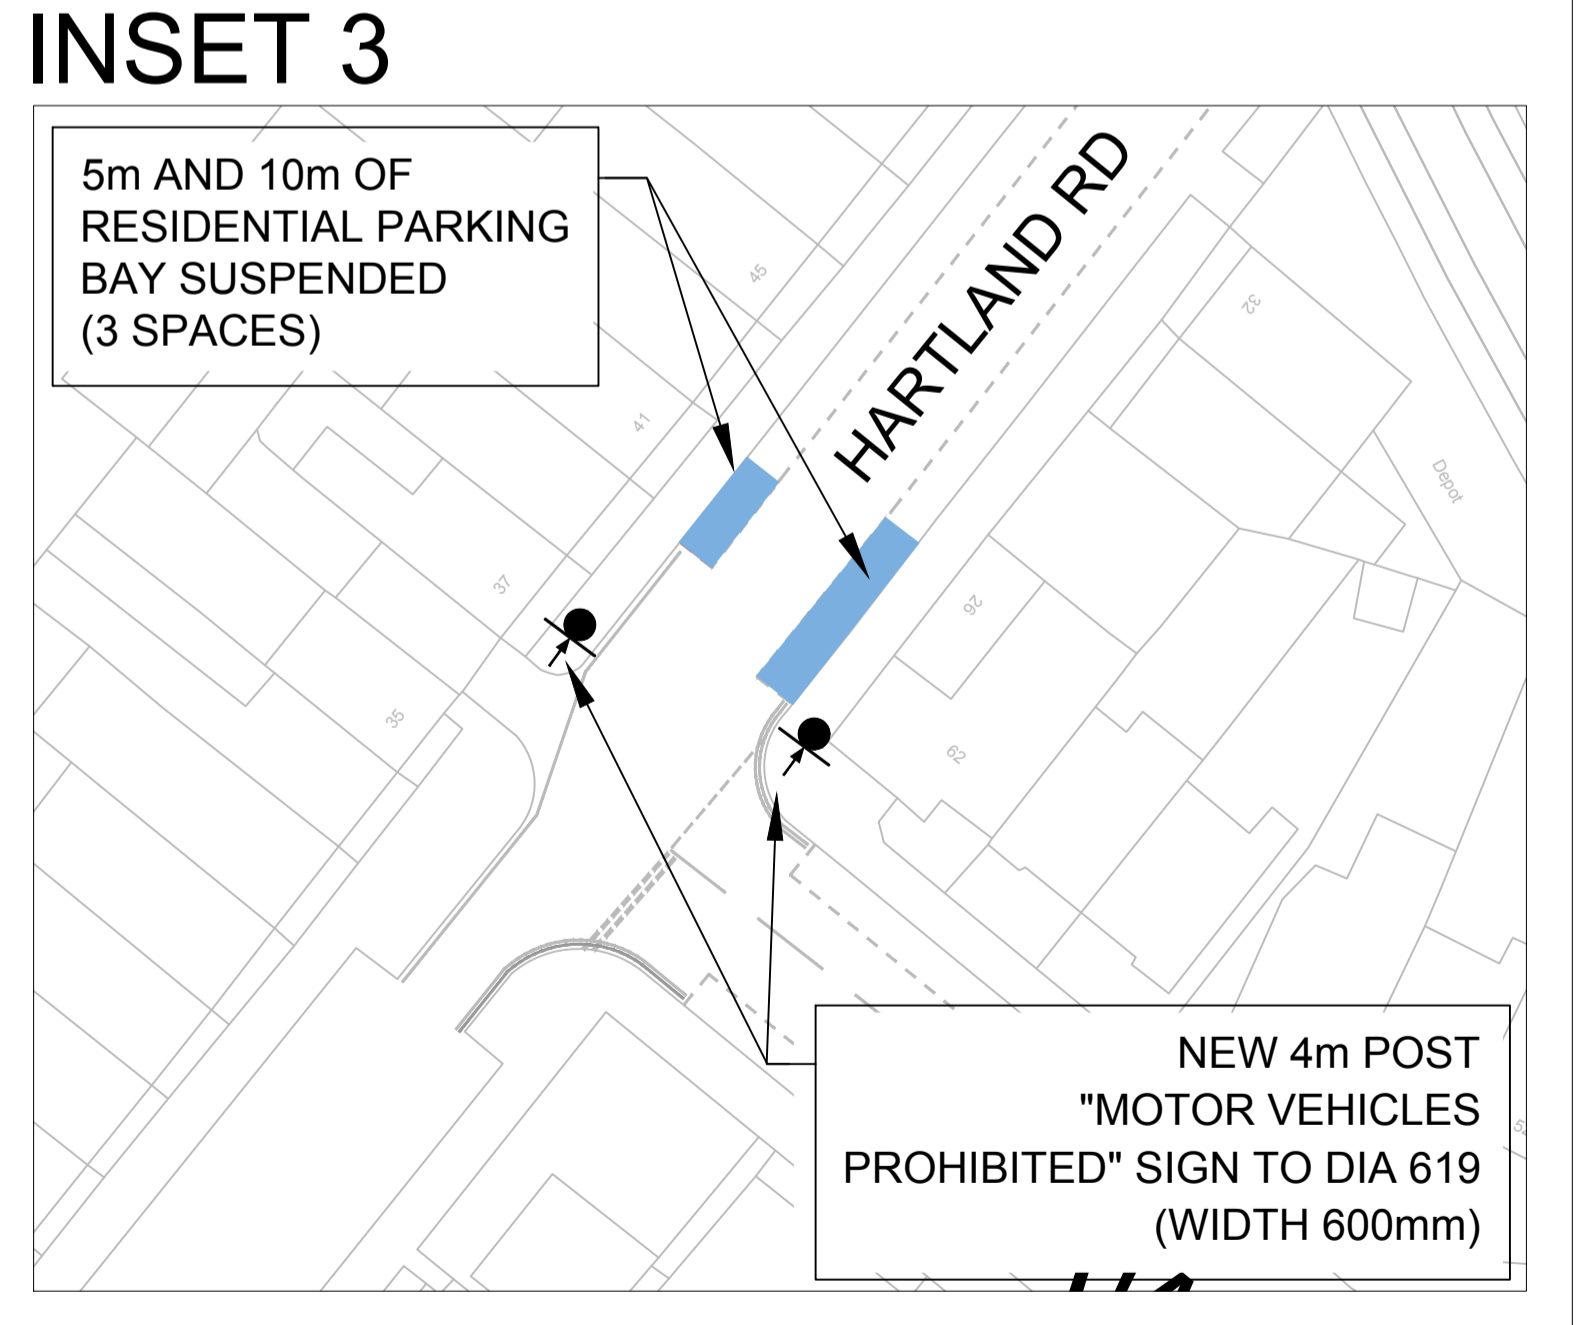 INSET 3
5m AND 10m OF
RESIDENTIAL PARKING
BAY SUSPENDED
(3 SPACES)
HARTLAND RD
45
32
41
Depot
37
26
35
62
NEW 4m POST
"MOTOR VEHICLES
PROHIBITED" SIGN TO DIA 619
(WIDTH 600mm)